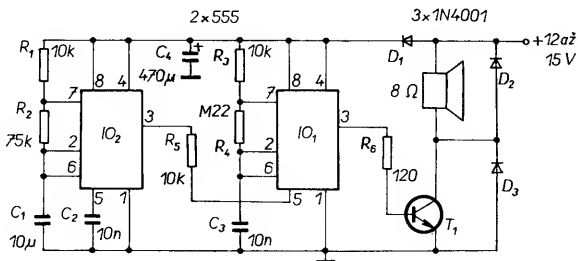 2×555
3×1N4001
R1
10k
C4
+
470µ
R3
10k
D1
+12až
15 V
8
4
8
4
8 Ω
D2
7
3
7
3
R2
75k
2
IO2
R5
M22
R4
2
IO1
R6
6
6
D3
10k
120
C1
10µ
C2
10n
5
1
C3
10n
5
1
T1